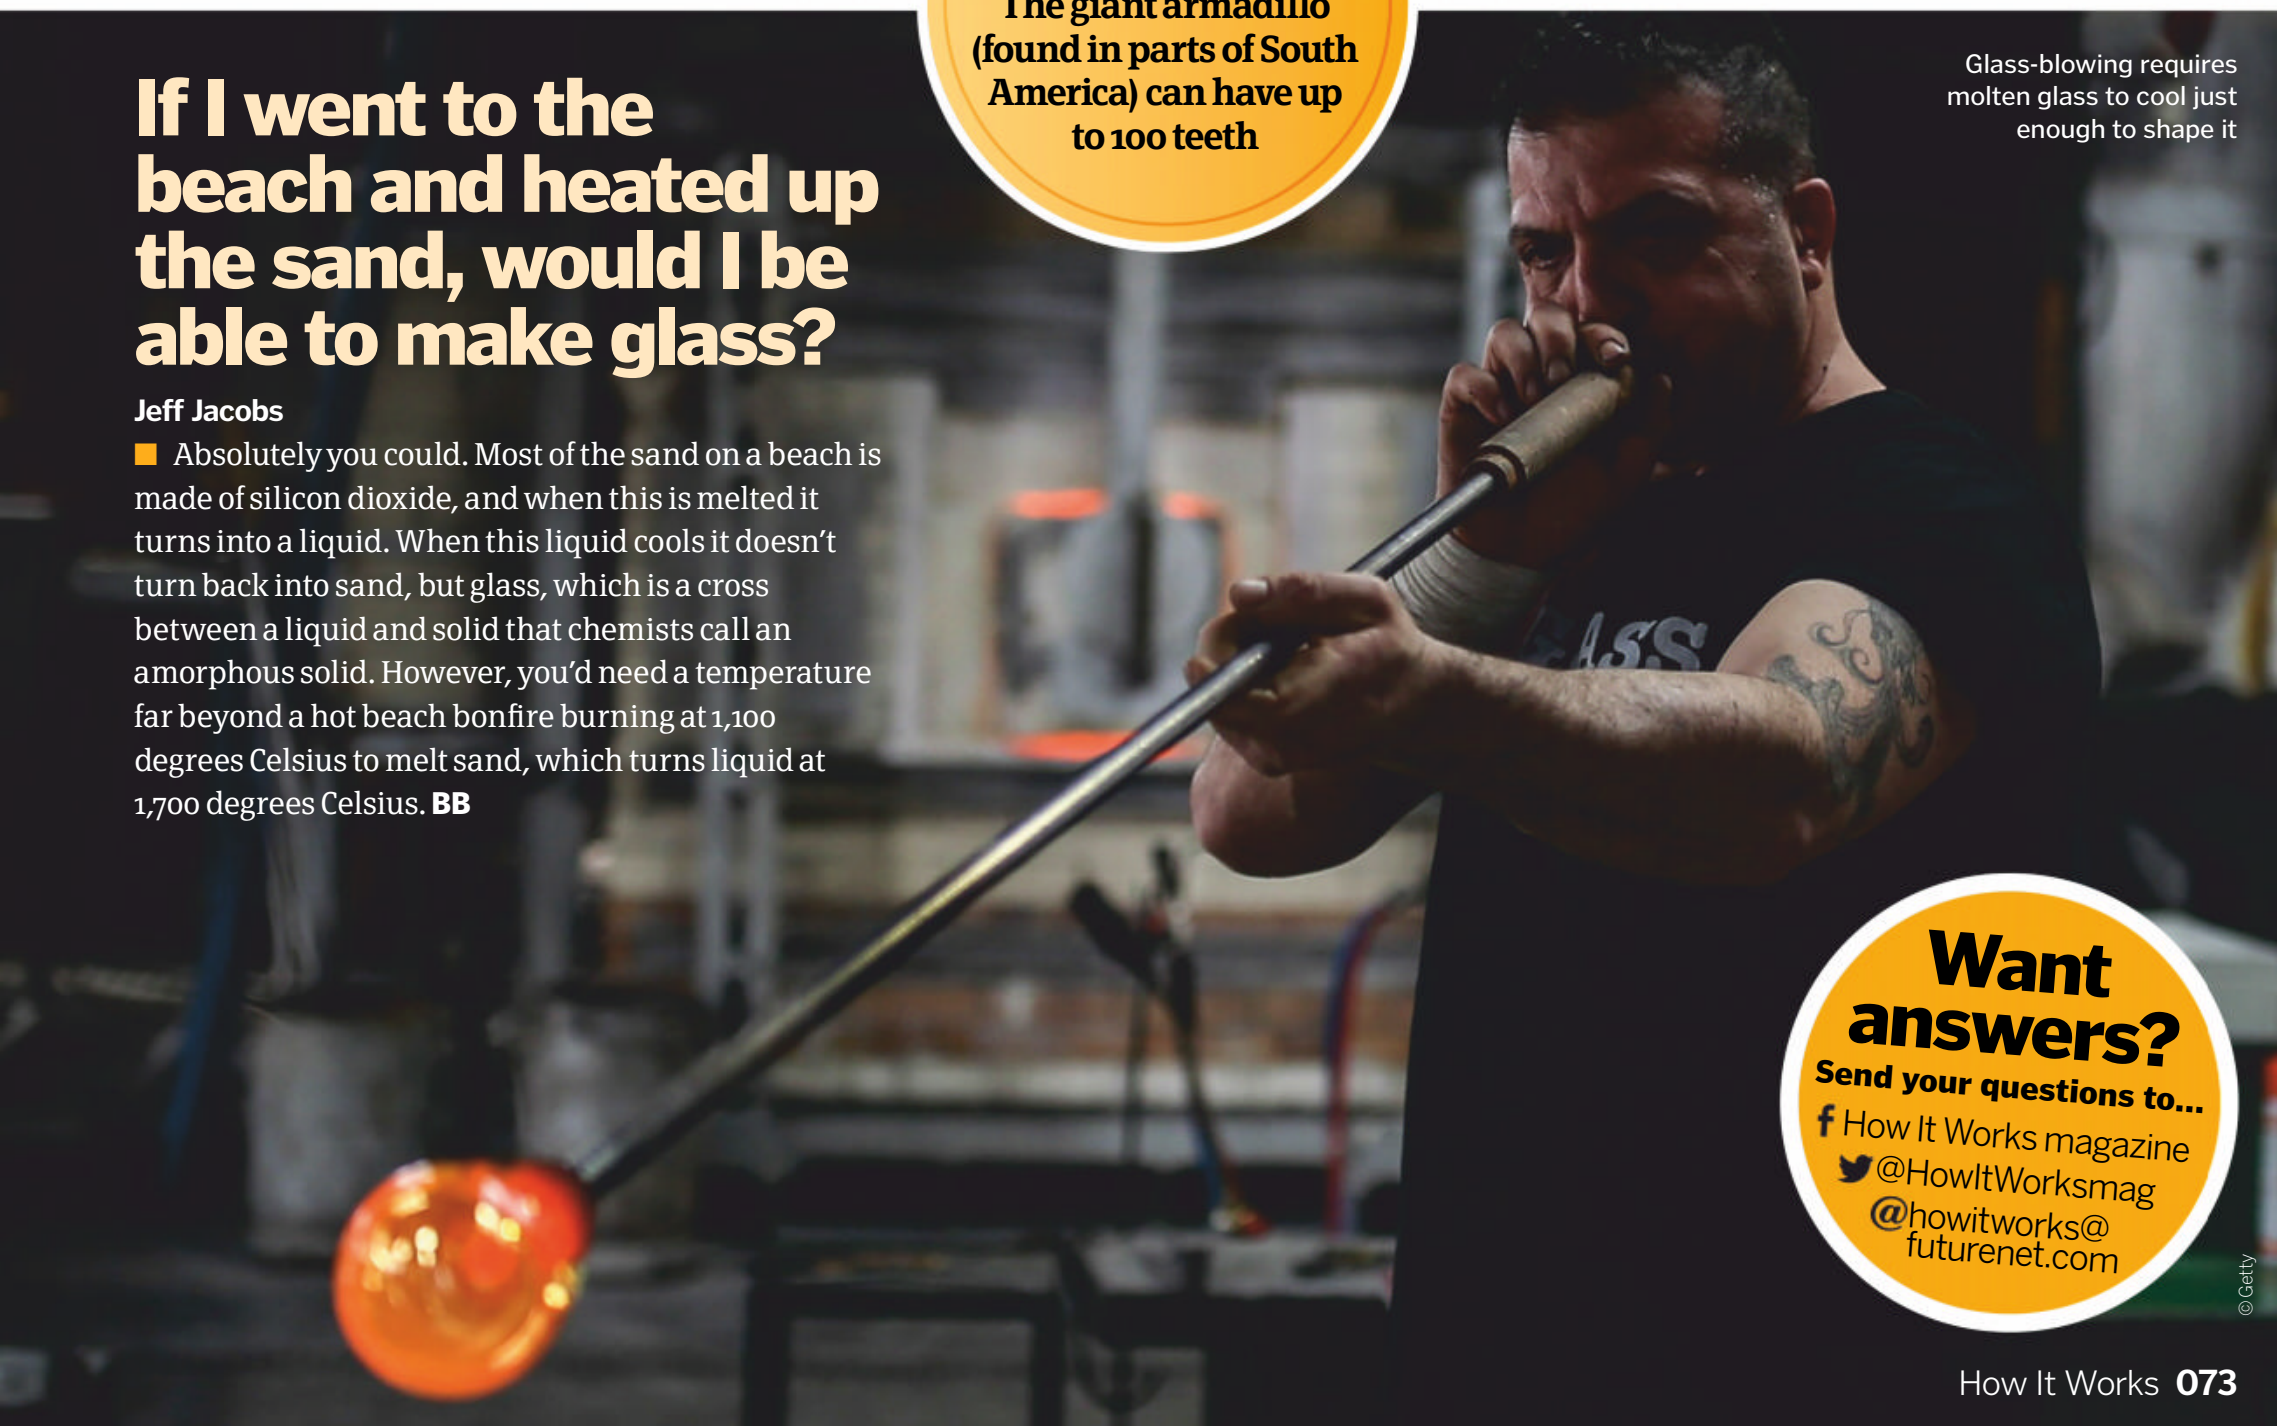 The giant armadillo
(found in parts of South
America) can have up
to 100 teeth
Glass-blowing requires
molten glass to cool just
enough to shape it
If I went to the
beach and heated up
the sand, would I be
able to make glass?
Jeff Jacobs
Absolutely you could. Most of the sand on a beach is
made of silicon dioxide, and when this is melted it
turns into a liquid. When this liquid cools it doesn’t
turn back into sand, but glass, which is a cross
between a liquid and solid that chemists call an
amorphous solid. However, you’d need a temperature
far beyond a hot beach bonfire burning at 1,100
degrees Celsius to melt sand, which turns liquid at
1,700 degrees Celsius. BB
Want
answers?
Send your questions to...
f How It Works magazine
@HowItWorksmag
@howitworks@
futurenet.com
© Getty
How It Works 073